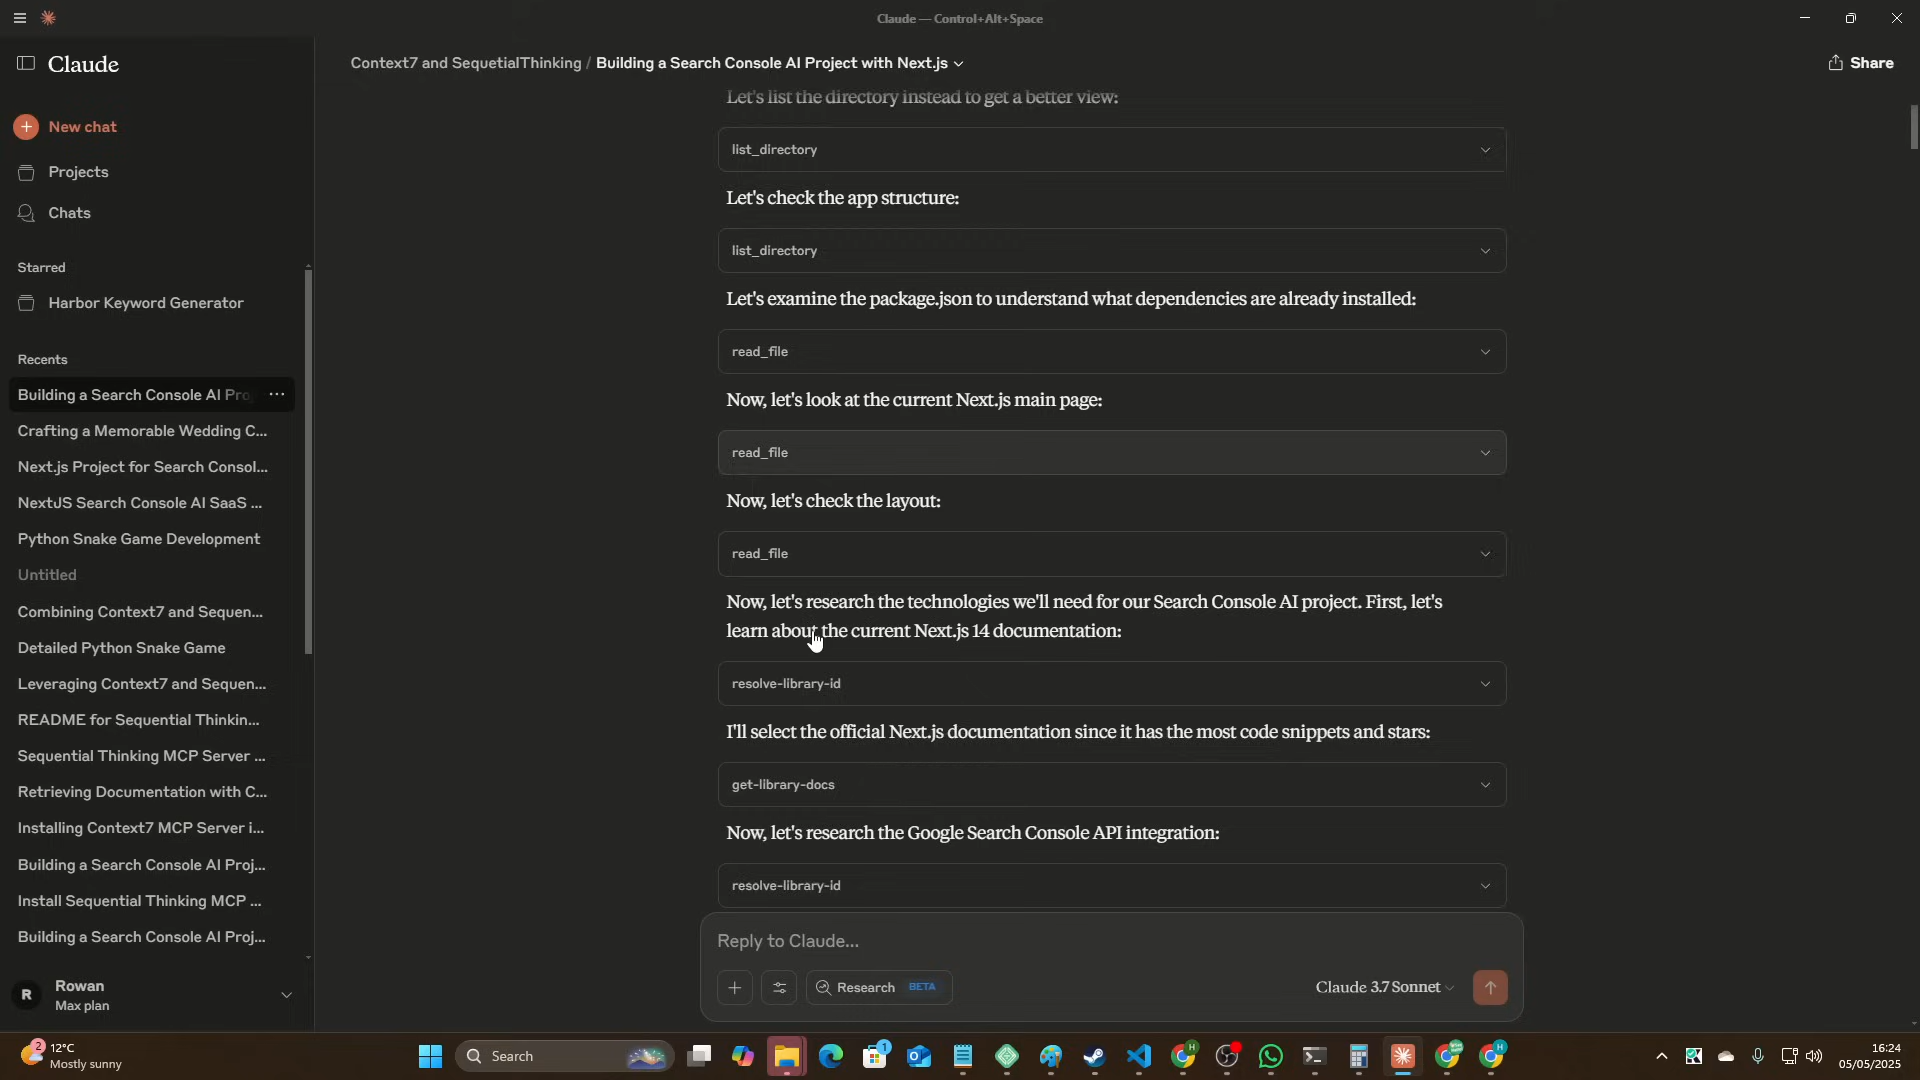 Claude — Control+Alt+Space
Claude
Context7 and SequetialThinking / Building a Search Console AI Project with Next.js
Share
New chat
Projects
Chats
Starred
Harbor Keyword Generator
Recents
Building a Search Console AI Pro
Crafting a Memorable Wedding C...
Next.js Project for Search Consol...
NextJS Search Console AI SaaS ...
Python Snake Game Development
Untitled
Combining Context7 and Sequen...
Detailed Python Snake Game
Leveraging Context7 and Sequen...
README for Sequential Thinkin...
Sequential Thinking MCP Server ...
Retrieving Documentation with C...
Installing Context7 MCP Server i...
Building a Search Console AI Proj...
Install Sequential Thinking MCP ...
Building a Search Console AI Proj...
R
Rowan
Max plan
Let's list the directory instead to get a better view:
list_directory
Let's check the app structure:
list_directory
Let's examine the package.json to understand what dependencies are already installed:
read_file
Now, let's look at the current Next.js main page:
read_file
Now, let's check the layout:
read_file
Now, let's research the technologies we'll need for our Search Console AI project. First, let's
learn about the current Next.js 14 documentation:
resolve-library-id
I'll select the official Next.js documentation since it has the most code snippets and stars:
get-library-docs
Now, let's research the Google Search Console API integration:
resolve-library-id
Reply to Claude...
Research BETA
Claude 3.7 Sonnet
2
12°C
Mostly sunny
Search
1
H
H
16:24
05/05/2025